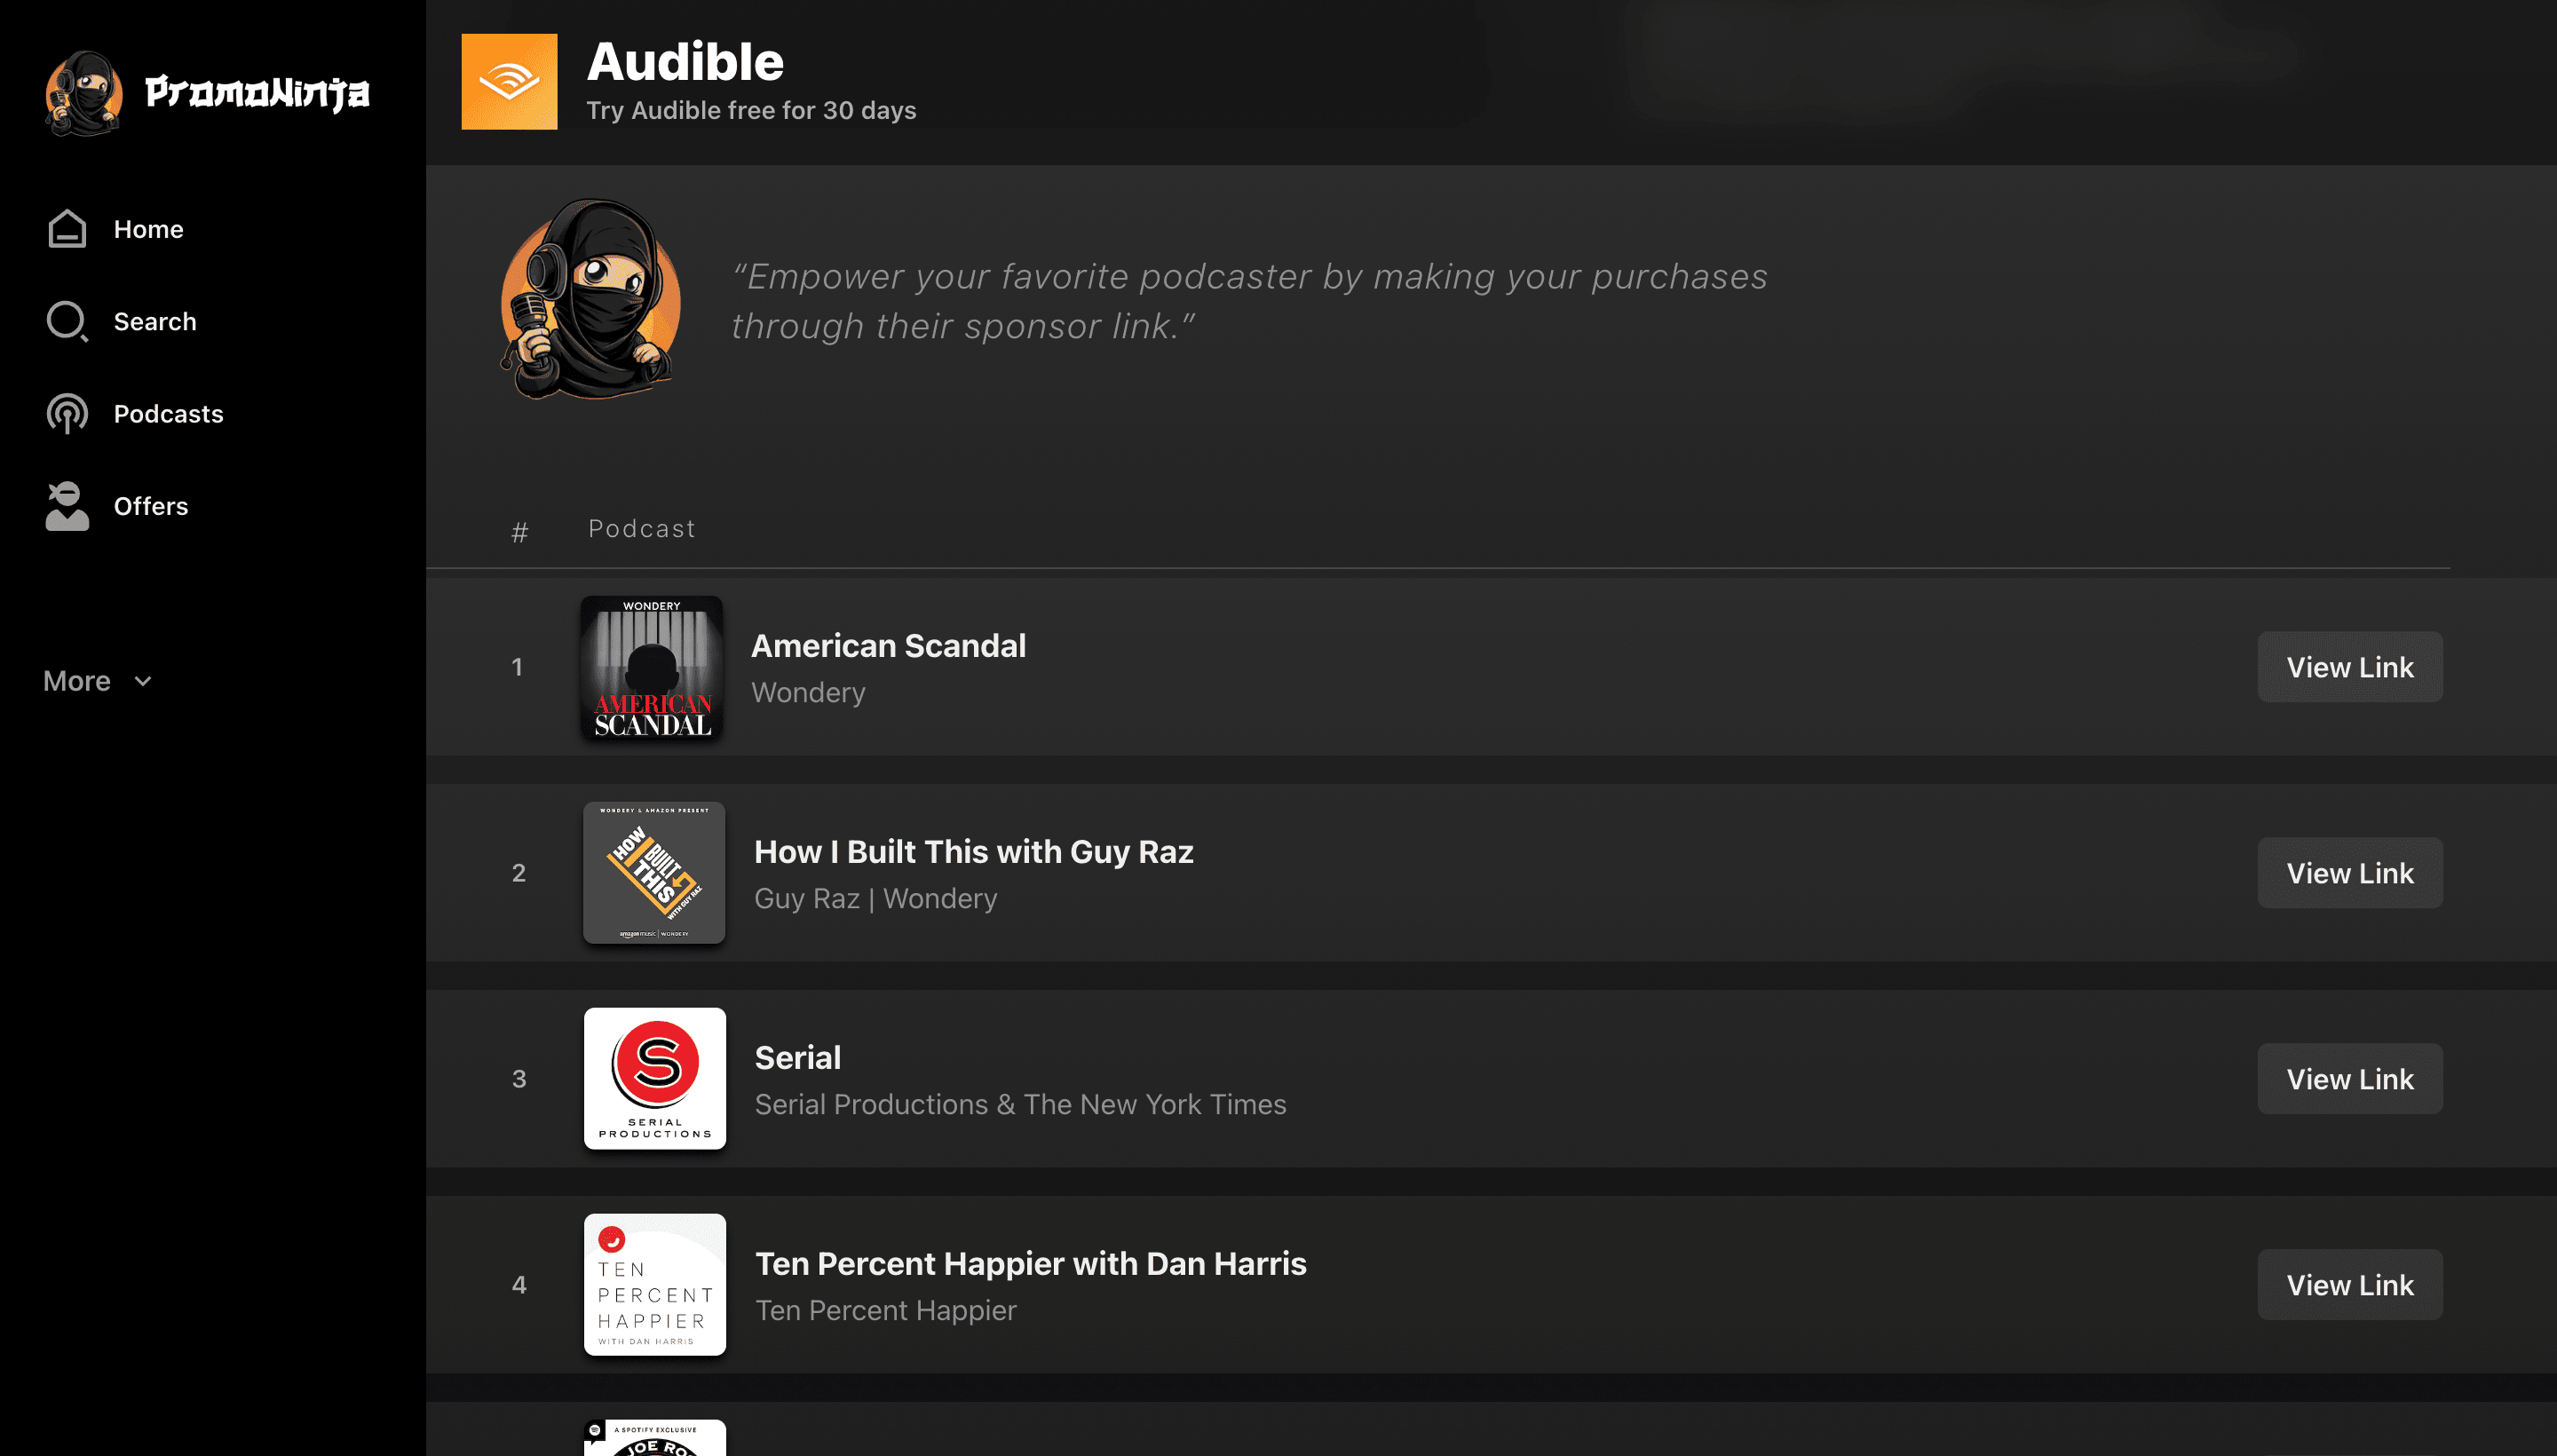 PromoNinja
Home
Search
Podcasts
Offers
More
Audible
Try Audible free for 30 days
“Empower your favorite podcaster by making your purchases
through their sponsor link.”
# Podcast
1
WONDERY
AMERICAN
SCANDAL
American Scandal
Wondery
View Link
2
WONDERY & AMAZON PRESENT
HOW
I BUILT
THIS
WITH GUY RAZ
amazon music | WONDERY
How I Built This with Guy Raz
Guy Raz | Wondery
View Link
3
S
SERIAL
PRODUCTIONS
Serial
Serial Productions & The New York Times
View Link
4
TEN
PERCENT
HAPPIER
WITH DAN HARRIS
Ten Percent Happier with Dan Harris
Ten Percent Happier
View Link
A SPOTIFY EXCLUSIVE
JOE RO